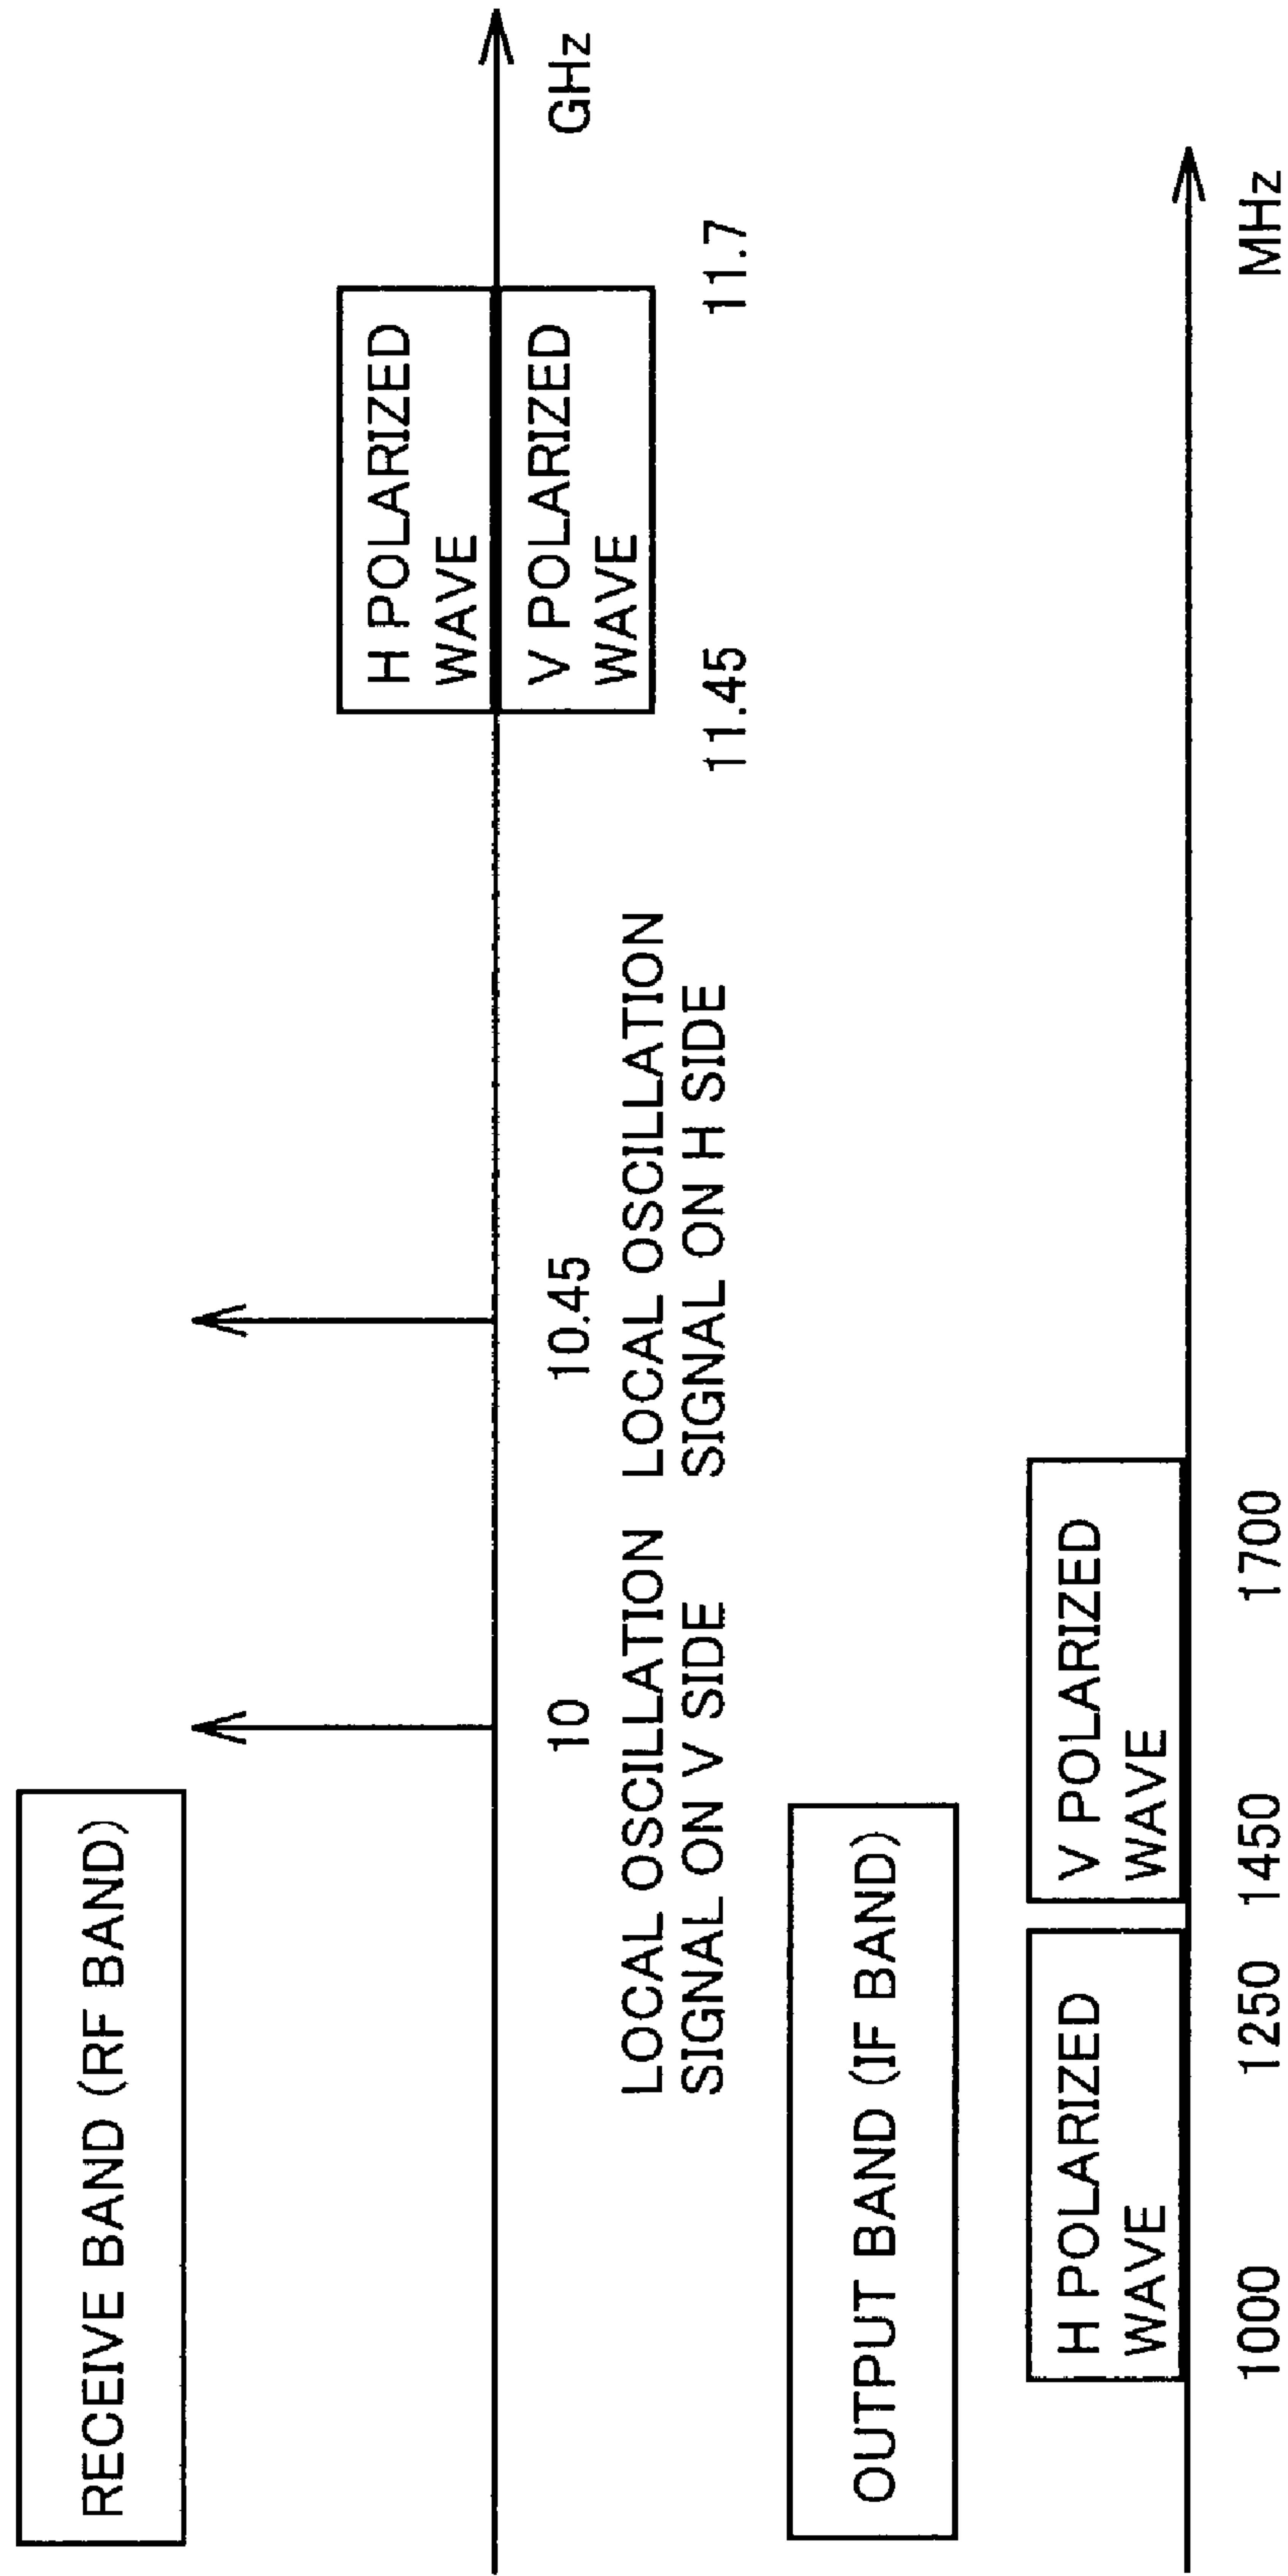 RECEIVE BAND (RF BAND)
H POLARIZED
WAVE
V POLARIZED
WAVE
GHz
10
10.45
11.45
11.7
LOCAL OSCILLATION
SIGNAL ON V SIDE
LOCAL OSCILLATION
SIGNAL ON H SIDE
OUTPUT BAND (IF BAND)
H POLARIZED
WAVE
V POLARIZED
WAVE
1000
1250
1450
1700
MHz